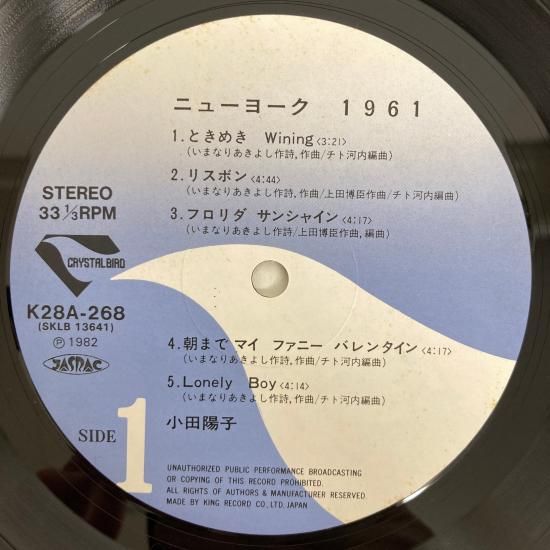 ニューヨーク 1961
1.ときめき Wining<3:21>
(いまなりあきよし作詩,作曲/チト河内編曲)
2.リスボン<4:44>
(いまなりあきよし作詩,作曲/上田博臣作曲/チト河内編曲)
3.フロリダ サンシャイン<4:17>
(いまなりあきよし作詩/上田博臣作曲,編曲)
STEREO
33 1/3RPM
CRYSTALBIRD
K28A-268
(SKLB 13641)
Ⓟ 1982
JASRAC
4.朝まで マイ ファニー バレンタイン<4:17>
(いまなりあきよし作詩,作曲/チト河内編曲)
5.Lonely Boy<4:14>
(いまなりあきよし作詩,作曲/チト河内編曲)
小田陽子
SIDE 1
UNAUTHORIZED PUBLIC PERFORMANCE BROADCASTING
OR COPYING OF THIS RECORD PROHIBITED.
ALL RIGHTS OF AUTHORS & MANUFACTURER RESERVED.
MADE BY KING RECORD CO., LTD. JAPAN